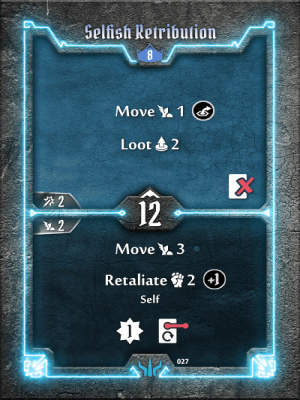 Selfish Retribution
8
Move 1
Loot 2
2
12
2
Move 3
Retaliate 2 +1
Self
1
027